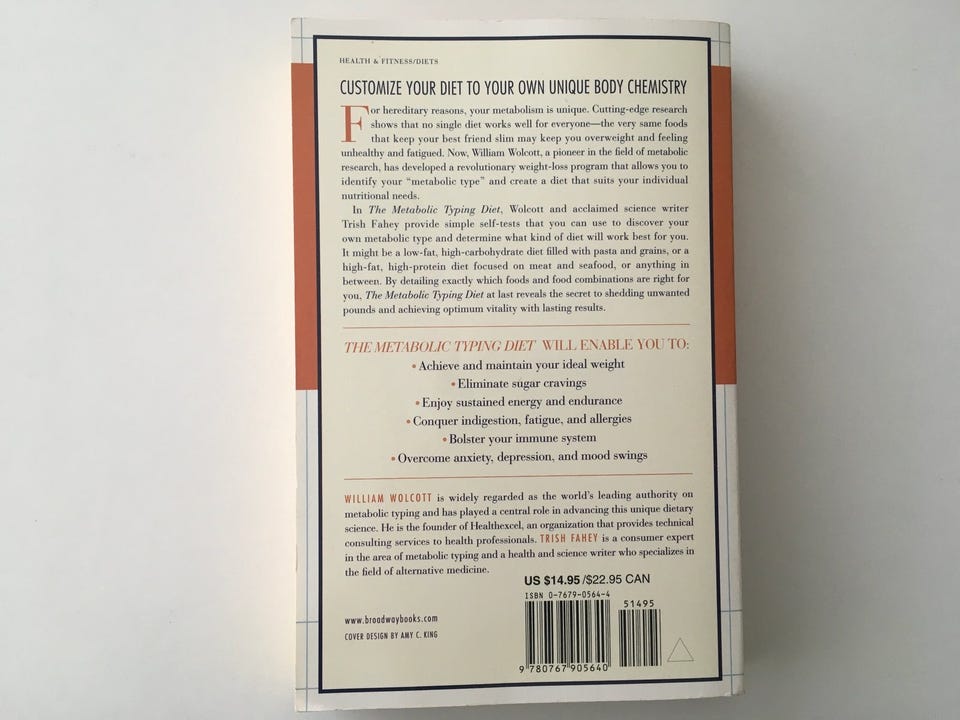 HEALTH & FITNESS/DIETS
CUSTOMIZE YOUR DIET TO YOUR OWN UNIQUE BODY CHEMISTRY
For hereditary reasons, your metabolism is unique. Cutting-edge research
shows that no single diet works well for everyone—the very same foods
that keep your best friend slim may keep you overweight and feeling
unhealthy and fatigued. Now, William Wolcott, a pioneer in the field of metabolic
research, has developed a revolutionary weight-loss program that allows you to
identify your “metabolic type” and create a diet that suits your individual
nutritional needs.
In The Metabolic Typing Diet, Wolcott and acclaimed science writer
Trish Fahey provide simple self-tests that you can use to discover your
own metabolic type and determine what kind of diet will work best for you.
It might be a low-fat, high-carbohydrate diet filled with pasta and grains, or a
high-fat, high-protein diet focused on meat and seafood, or anything in
between. By detailing exactly which foods and food combinations are right for
you, The Metabolic Typing Diet at last reveals the secret to shedding unwanted
pounds and achieving optimum vitality with lasting results.
THE METABOLIC TYPING DIET WILL ENABLE YOU TO:
• Achieve and maintain your ideal weight
• Eliminate sugar cravings
• Enjoy sustained energy and endurance
• Conquer indigestion, fatigue, and allergies
• Bolster your immune system
• Overcome anxiety, depression, and mood swings
WILLIAM WOLCOTT is widely regarded as the world's leading authority on
metabolic typing and has played a central role in advancing this unique dietary
science. He is the founder of Healthexcel, an organization that provides technical
consulting services to health professionals. TRISH FAHEY is a consumer expert
in the area of metabolic typing and a health and science writer who specializes in
the field of alternative medicine.
US $14.95/$22.95 CAN
ISBN 0-7679-0564-4
51495
www.broadwaybooks.com
COVER DESIGN BY AMY C. KING
9 780767 905640